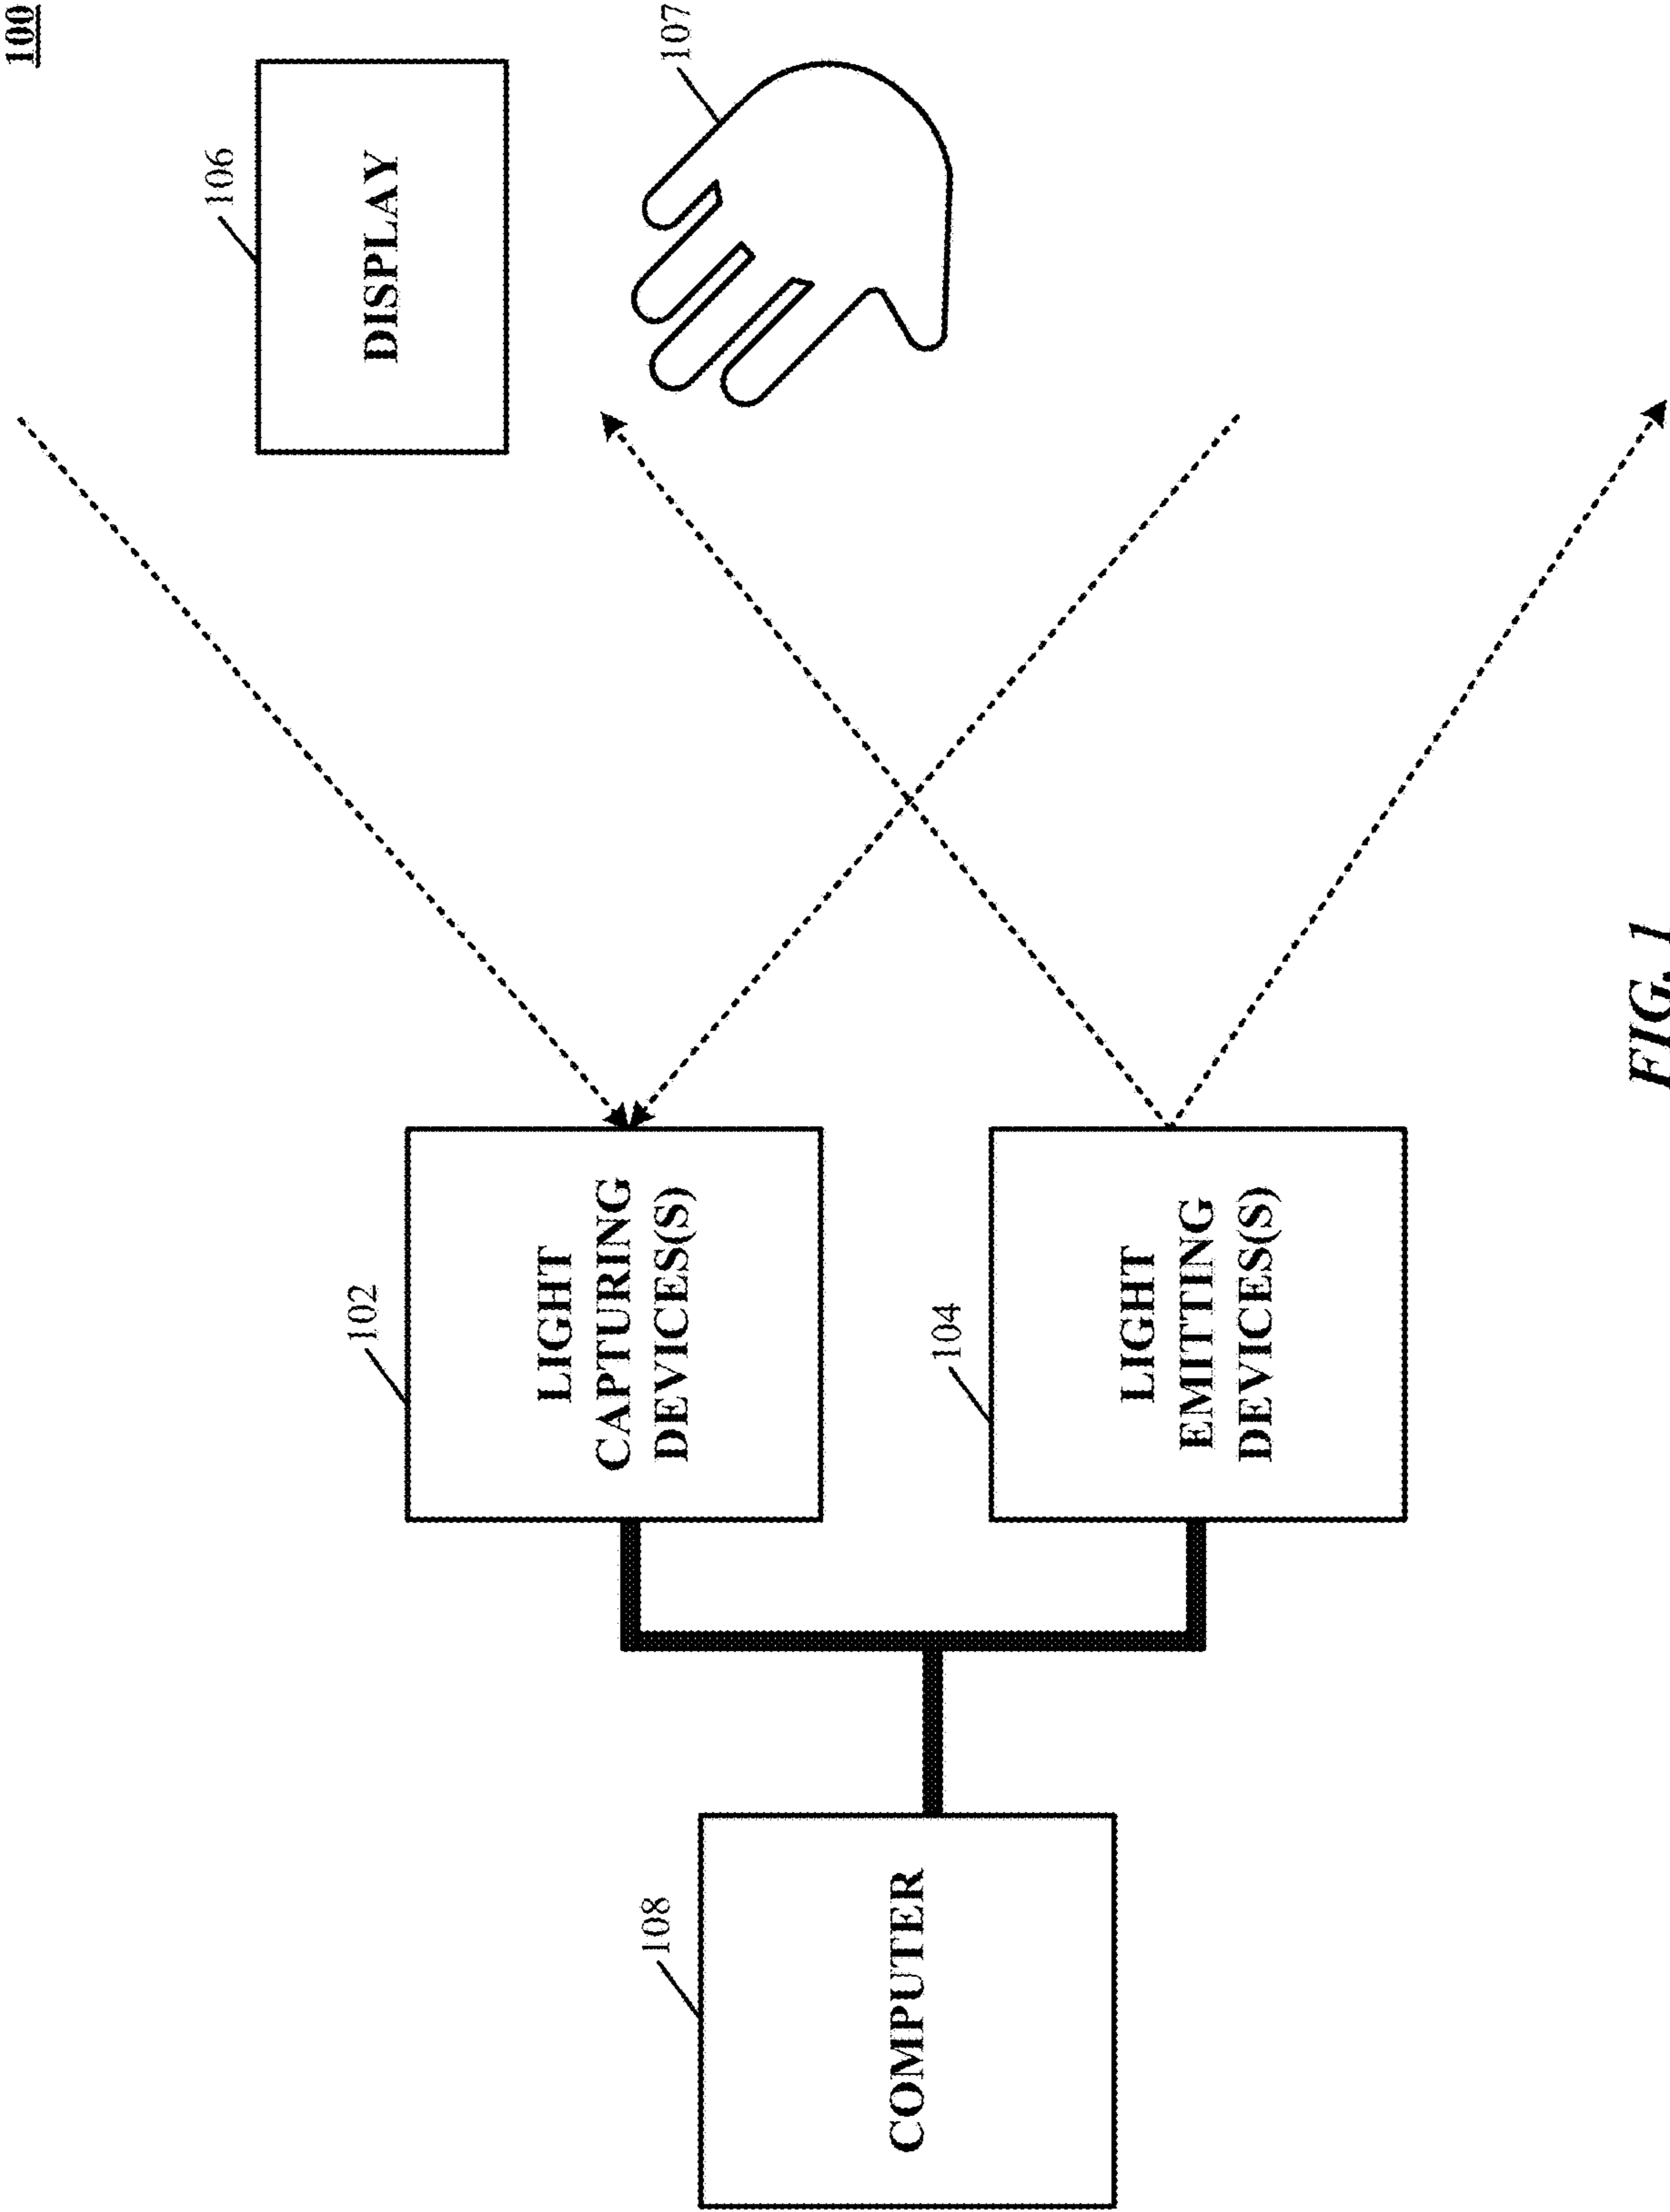 100
106
DISPLAY
107
102
LIGHT
CAPTURING
DEVICES(S)
104
LIGHT
EMITTING
DEVICES(S)
108
COMPUTER
FIG. 1